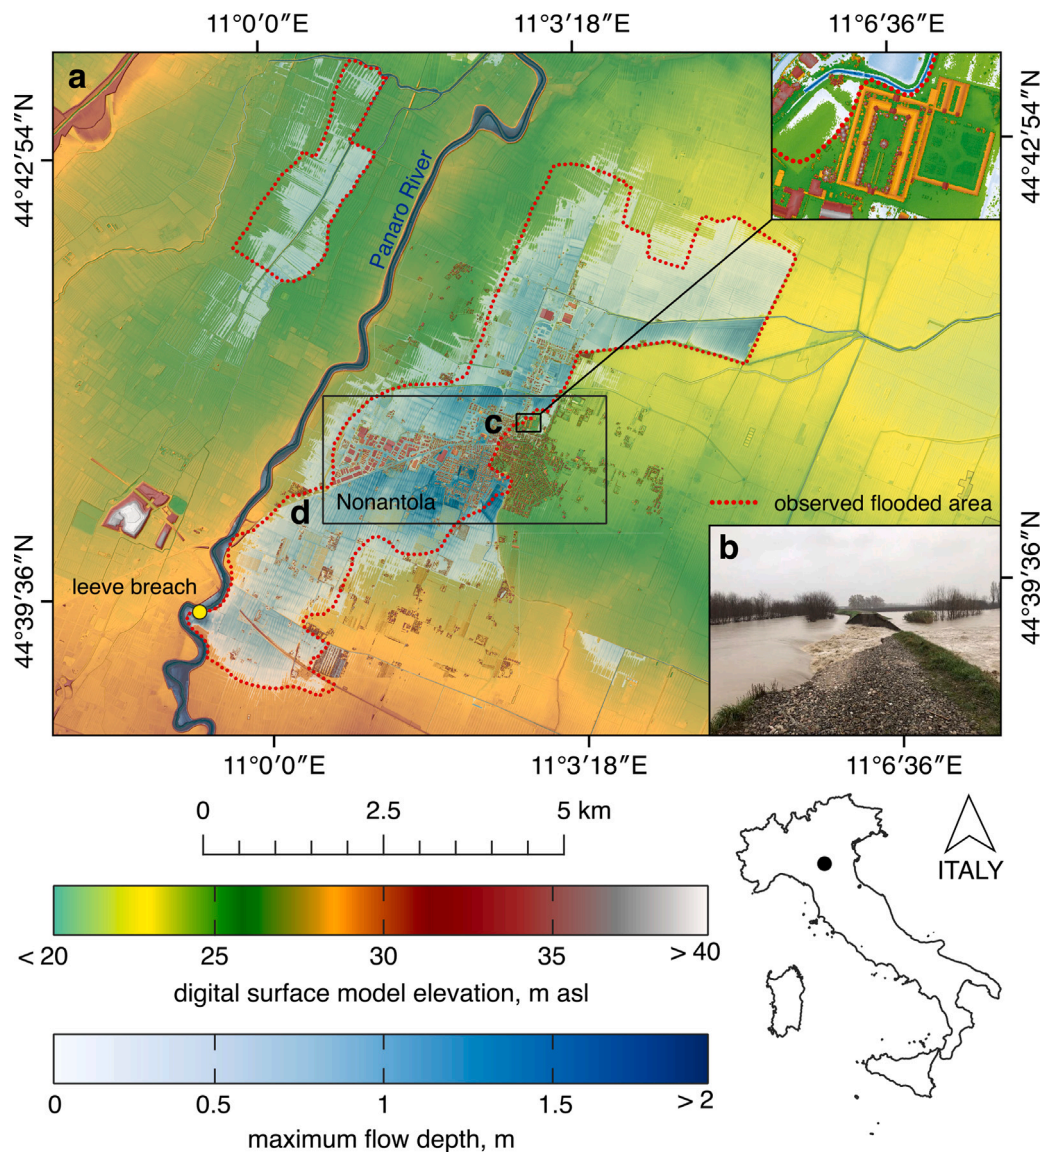 11°0′0″E 11°3′18″E 11°6′36″E
a
44°42′54″N
44°42′54″N
Panaro River
c
Nonantola
d
observed flooded area
b
44°39′36″N
44°39′36″N
leeve breach
11°0′0″E 11°3′18″E 11°6′36″E
0 2.5 5 km
ITALY
< 20 25 30 35 > 40
digital surface model elevation, m asl
0 0.5 1 1.5 > 2
maximum flow depth, m